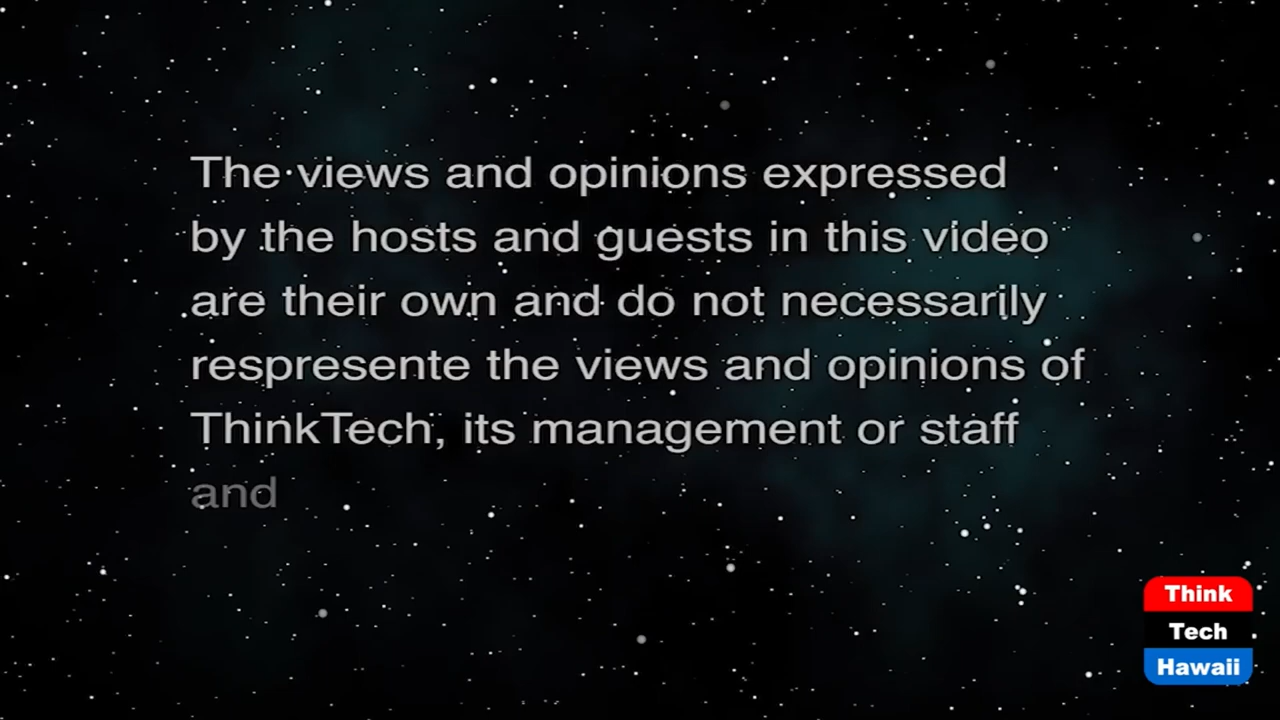 The views and opinions expressed
by the hosts and guests in this video
are their own and do not necessarily
respresente the views and opinions of
ThinkTech, its management or staff
and
Think
Tech
Hawaii